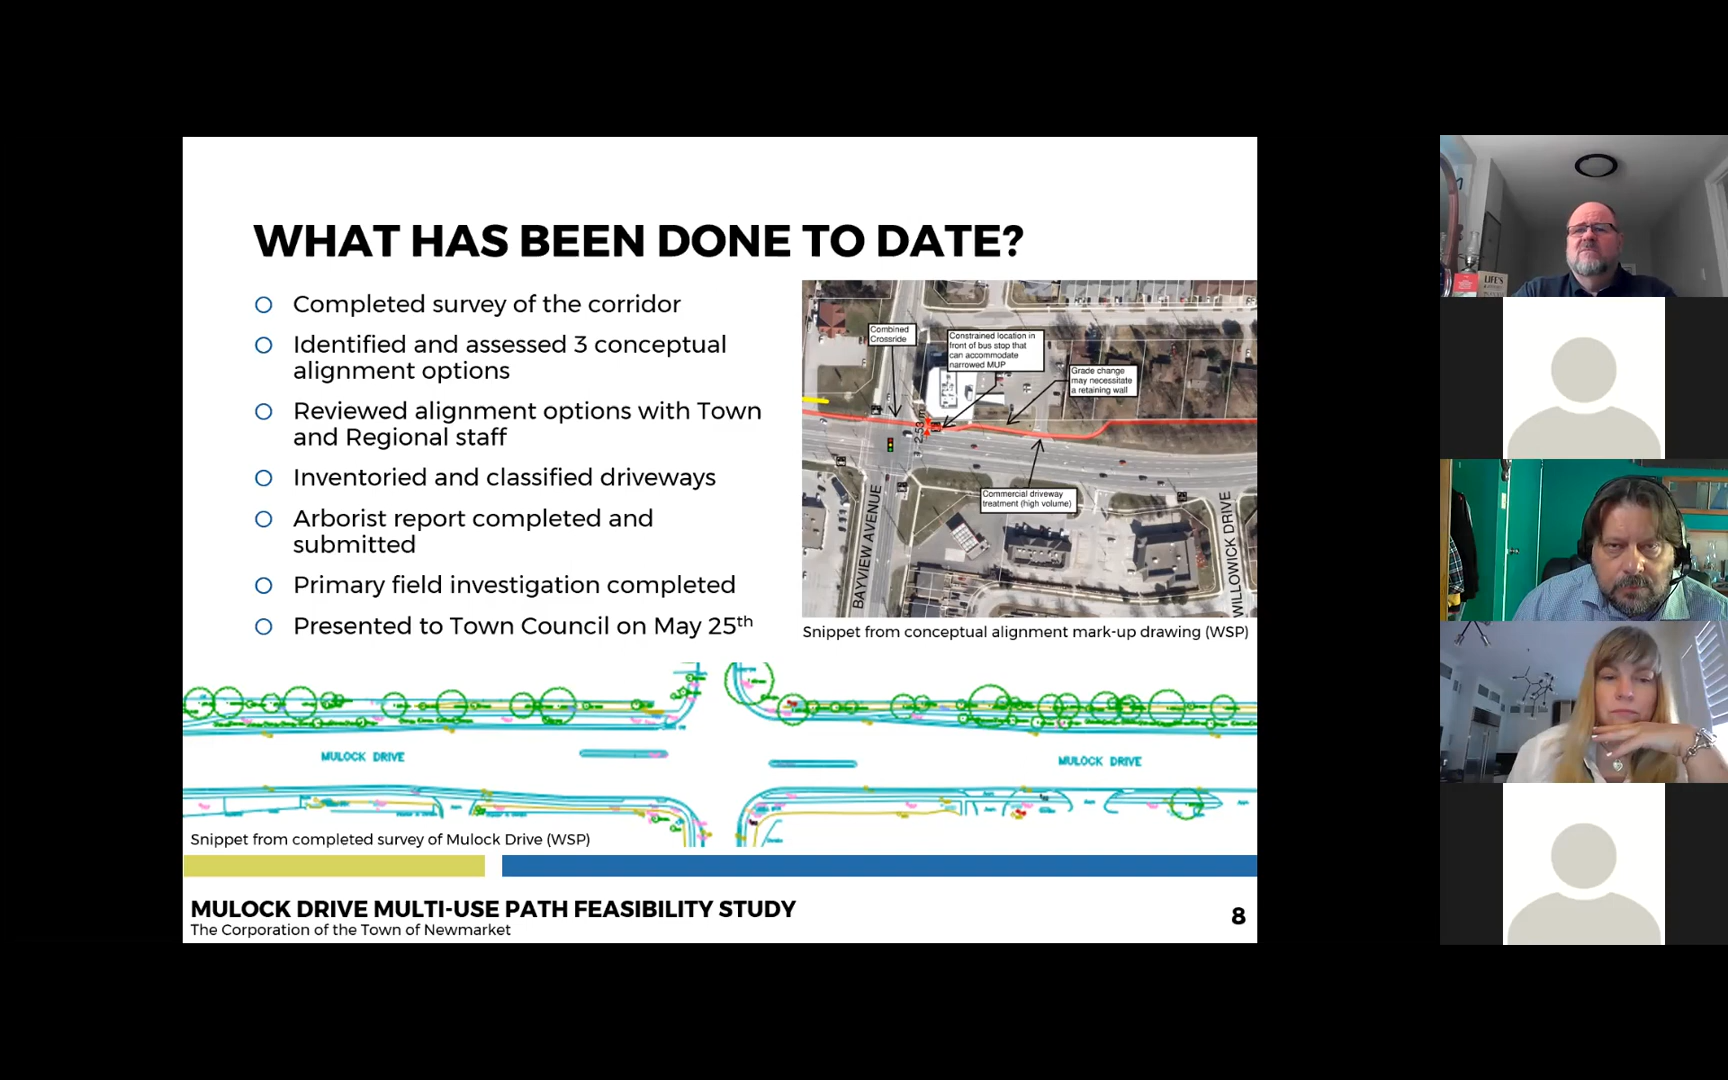 WHAT HAS BEEN DONE TO DATE?
Completed survey of the corridor
Identified and assessed 3 conceptual
alignment options
Reviewed alignment options with Town
and Regional staff
Inventoried and classified driveways
Arborist report completed and
submitted
Primary field investigation completed
Presented to Town Council on May 25th
Combined
Crossride
Constrained location in
front of bus stop that
can accommodate
narrowed MUP
Grade change
may necessitate
a retaining wall
2.53 m
Commercial driveway
treatment (high volume)
BAYVIEW AVENUE
WILLOWICK DRIVE
Snippet from conceptual alignment mark-up drawing (WSP)
MULOCK DRIVE
MULOCK DRIVE
Snippet from completed survey of Mulock Drive (WSP)
MULOCK DRIVE MULTI-USE PATH FEASIBILITY STUDY
The Corporation of the Town of Newmarket
8
LIFE'S